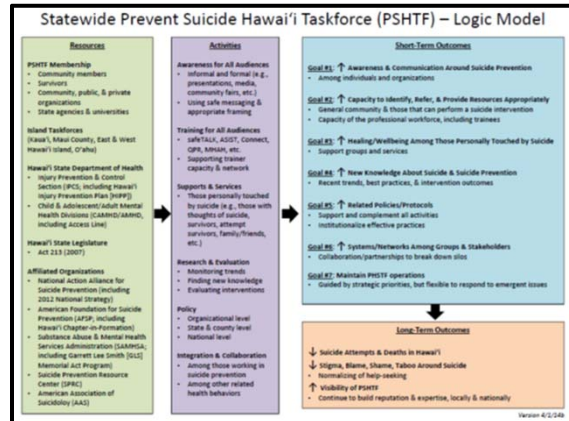 Statewide Prevent Suicide Hawai‘i Taskforce (PSHTF) – Logic Model
Resources
PSHTF Membership
• Community members
• Survivors
• Community, public, & private
organizations
• State agencies & universities
Island Taskforces
(Kaua‘i, Maui County, East & West
Hawai‘i Island, O‘ahu)
Hawai‘i State Department of Health
• Injury Prevention & Control
Section (IPCS; including Hawai‘i
Injury Prevention Plan [HIPP])
• Child & Adolescent/Adult Mental
Health Divisions (CAMHD/AMHD,
including Access Line)
Hawai‘i State Legislature
• Act 213 (2007)
Affiliated Organizations
• National Action Alliance for
Suicide Prevention (including
2012 National Strategy)
• American Foundation for Suicide
Prevention (AFSP; including
Hawai‘i Chapter-in-Formation)
• Substance Abuse & Mental Health
Services Administration (SAMHSA;
including Garrett Lee Smith [GLS]
Memorial Act Program)
• Suicide Prevention Resource
Center (SPRC)
• American Association of
Suicidoloy (AAS)
Activities
Awareness for All Audiences
• Informal and formal (e.g.,
presentations, media,
community fairs, etc.)
• Using safe messaging &
appropriate framing
Training for All Audiences
• safeTALK, ASIST, Connect,
QPR, MHAH, etc.
• Supporting trainer
capacity & network
Supports & Services
• Those personally touched
by suicide (e.g., those with
thoughts of suicide,
survivors, attempt
survivors, family/friends,
etc.)
Research & Evaluation
• Monitoring trends
• Finding new knowledge
• Evaluating interventions
Policy
• Organizational level
• State & county level
• National level
Integration & Collaboration
• Among those working in
suicide prevention
• Among other related
health behaviors
Short-Term Outcomes
Goal #1: ↑ Awareness & Communication Around Suicide Prevention
• Among individuals and organizations
Goal #2: ↑ Capacity to Identify, Refer, & Provide Resources Appropriately
• General community & those that can perform a suicide intervention
• Capacity of the professional workforce, including trainees
Goal #3: ↑ Healing/Wellbeing Among Those Personally Touched by Suicide
• Support groups and services
Goal #4: ↑ New Knowledge About Suicide & Suicide Prevention
• Recent trends, best practices, & intervention outcomes
Goal #5: ↑ Related Policies/Protocols
• Support and complement all activities
• Institutionalize effective practices
Goal #6: ↑ Systems/Networks Among Groups & Stakeholders
• Collaboration/partnerships to break down silos
Goal #7: Maintain PHSTF operations
• Guided by strategic priorities, but flexible to respond to emergent issues
Long-Term Outcomes
↓ Suicide Attempts & Deaths in Hawai‘i
↓ Stigma, Blame, Shame, Taboo Around Suicide
• Normalizing of help-seeking
↑ Visibility of PSHTF
• Continue to build reputation & expertise, locally & nationally